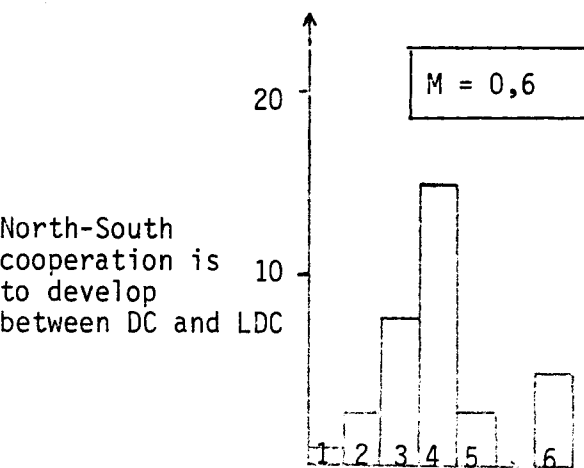 20
M = 0,6
North-South
cooperation is
to develop
between DC and LDC
10
1 2 3 4 5 6